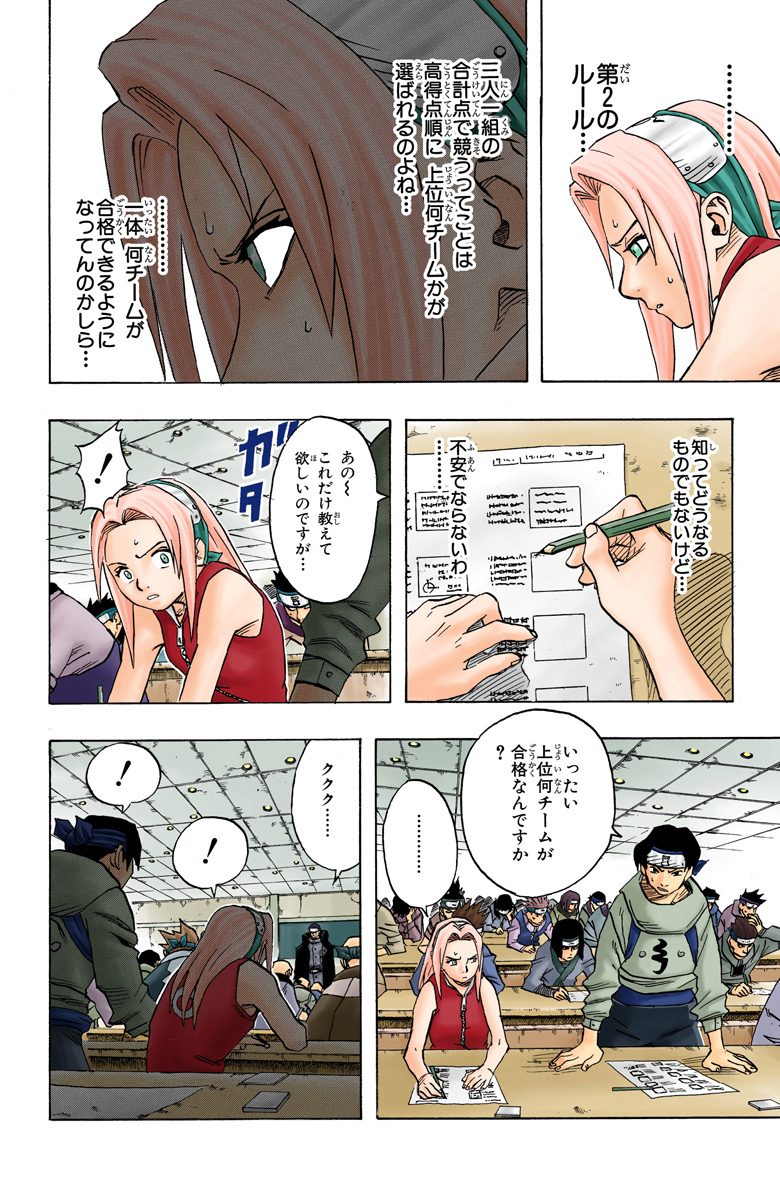 ………
第2の
ルール…
三人一組の
合計点で競うってことは
高得点順に 上位何チームかが
選ばれるのよね…
………
一体 何チームが
合格できるように
なってんのかしら…
知ってどうなる
ものでもないけど…
不安でならないわ
………
あの〜
これだけ教えて
欲しいのですが…
ガタ
!
いったい
上位何チームが
合格なんですか
?
…………
ククク……
!
!